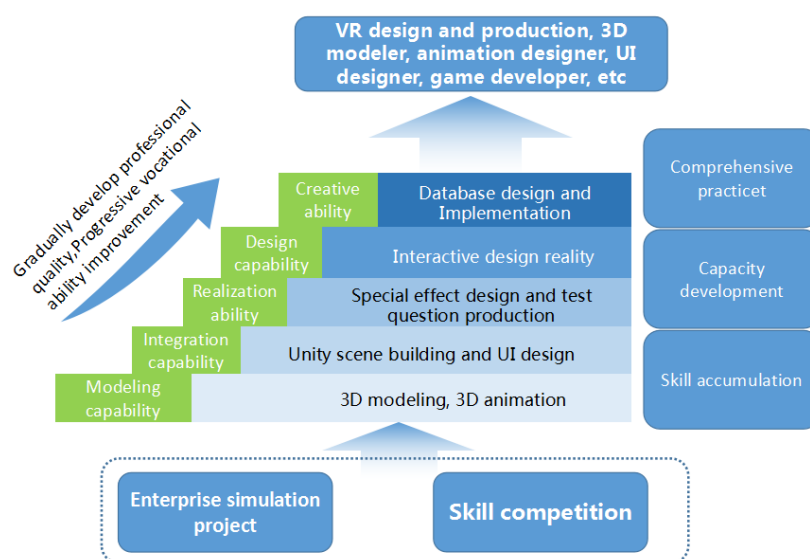 VR design and production, 3D
modeler, animation designer, UI
designer, game developer, etc
Gradually develop professional
quality,Progressive vocational
ability improvement
Creative
ability
Database design and
Implementation
Comprehensive
practicet
Design
capability
Interactive design reality
Capacity
development
Realization
ability
Special effect design and test
question production
Integration
capability
Unity scene building and UI design
Skill accumulation
Modeling
capability
3D modeling, 3D animation
Enterprise simulation
project
Skill competition